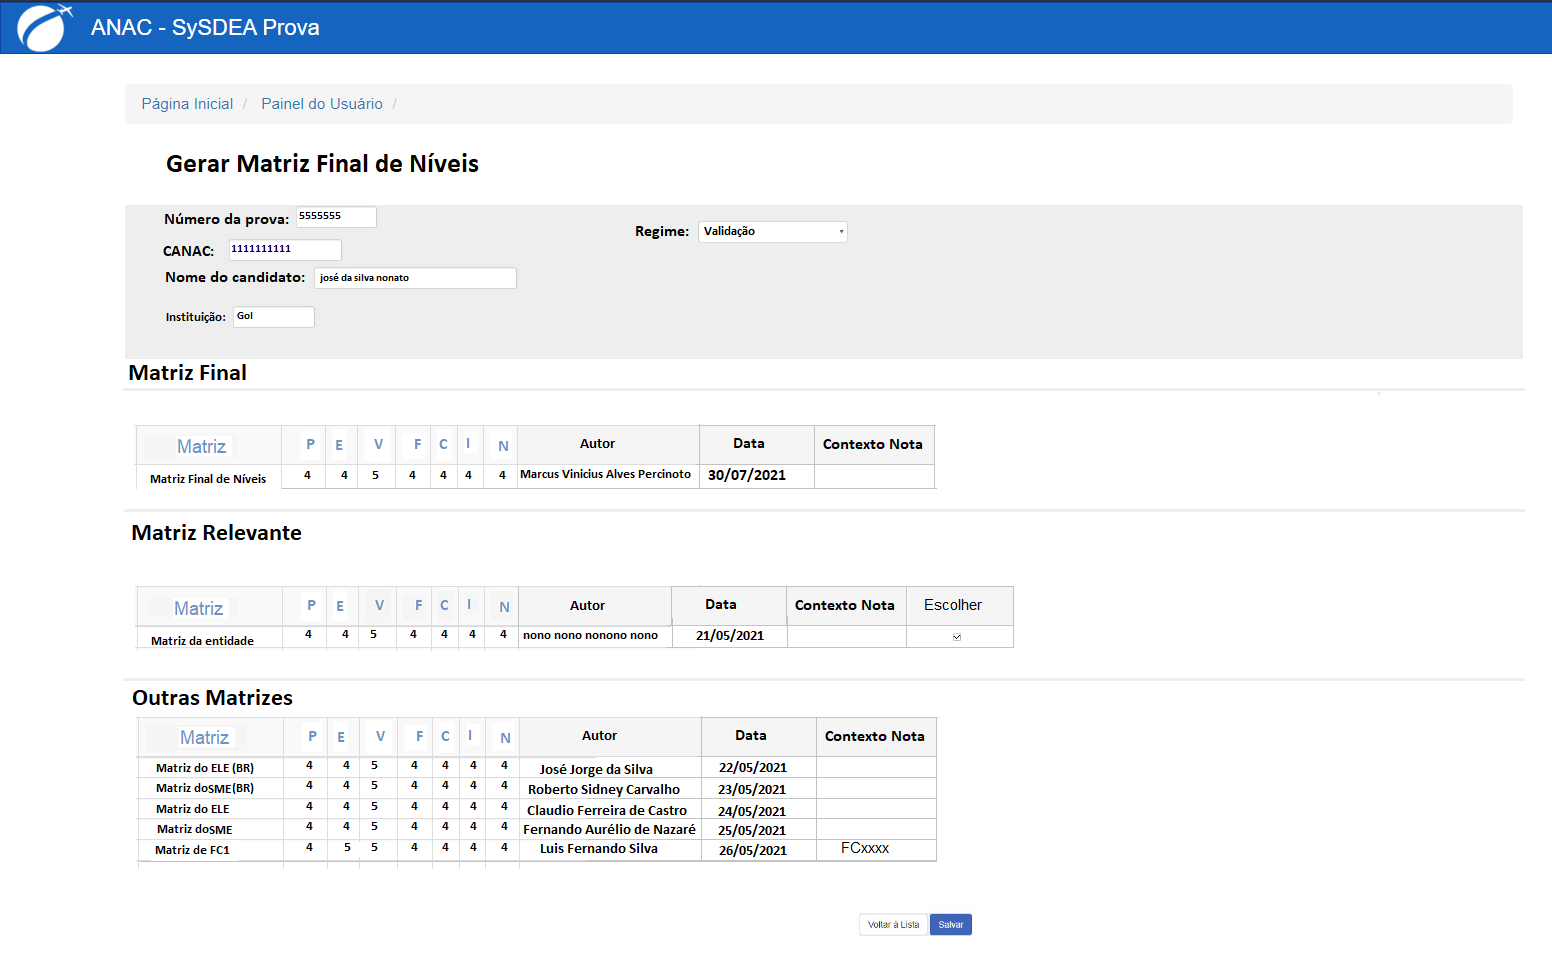 ANAC - SySDEA Prova
Página Inicial / Painel do Usuário /
Gerar Matriz Final de Níveis
Número da prova: 5555555
Regime: Validação
CANAC: 1111111111
Nome do candidato: josé da silva nonato
Instituição: Gol
Matriz Final
Matriz P E V F C I N Autor Data Contexto Nota
Matriz Final de Níveis 4 4 5 4 4 4 4 Marcus Vinicius Alves Percinoto 30/07/2021
Matriz Relevante
Matriz P E V F C I N Autor Data Contexto Nota Escolher
Matriz da entidade 4 4 5 4 4 4 4 nono nono nonono nono 21/05/2021
Outras Matrizes
Matriz P E V F C I N Autor Data Contexto Nota
Matriz do ELE (BR) 4 4 5 4 4 4 4 José Jorge da Silva 22/05/2021
Matriz doSME(BR) 4 4 5 4 4 4 4 Roberto Sidney Carvalho 23/05/2021
Matriz do ELE 4 4 5 4 4 4 4 Claudio Ferreira de Castro 24/05/2021
Matriz doSME 4 4 5 4 4 4 4 Fernando Aurélio de Nazaré 25/05/2021
Matriz de FC1 4 5 5 4 4 4 4 Luis Fernando Silva 26/05/2021 FCxxxx
Voltar à Lista Salvar